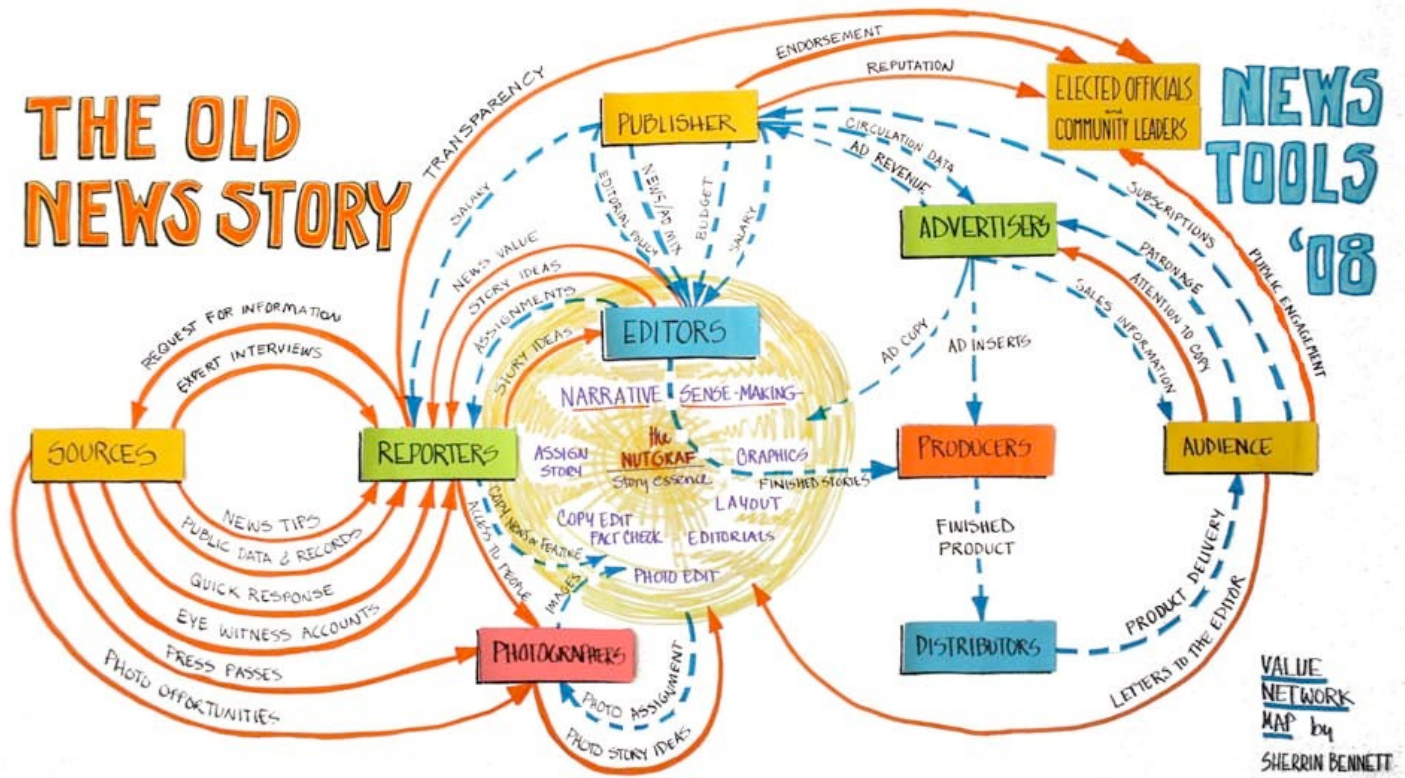 THE OLD
NEWS STORY
NEWS
TOOLS
'08
TRANSPARENCY
ENDORSEMENT
REPUTATION
ELECTED OFFICIALS
and
COMMUNITY LEADERS
PUBLISHER
CIRCULATION DATA
AD REVENUE
SUBSCRIPTIONS
PUBLIC ENGAGEMENT
SALARY
EDITORIAL POLICY
NEWS/AD MIX
BUDGET
SALARY
ADVERTISERS
PATRONAGE
ATTENTION TO COPY
SALES INFORMATION
NEWS VALUE
STORY IDEAS
ASSIGNMENTS
STORY IDEAS
EDITORS
AD COPY
AD INSERTS
REQUEST FOR INFORMATION
EXPERT INTERVIEWS
NARRATIVE SENSE-MAKING
SOURCES
REPORTERS
ASSIGN
STORY
the
NUTGRAF
Story essence
GRAPHICS
FINISHED STORIES
PRODUCERS
AUDIENCE
LAYOUT
COPY EDIT
FACT CHECK
EDITORIALS
PHOTO EDIT
COPY, NEWS or FEATURE
ACCESS TO PEOPLE
IMAGES
NEWS TIPS
PUBLIC DATA & RECORDS
QUICK RESPONSE
EYE WITNESS ACCOUNTS
PRESS PASSES
PHOTO OPPORTUNITIES
PHOTOGRAPHERS
PHOTO ASSIGNMENT
PHOTO STORY IDEAS
FINISHED
PRODUCT
DISTRIBUTORS
PRODUCT DELIVERY
LETTERS TO THE EDITOR
VALUE
NETWORK
MAP by
SHERRIN BENNETT